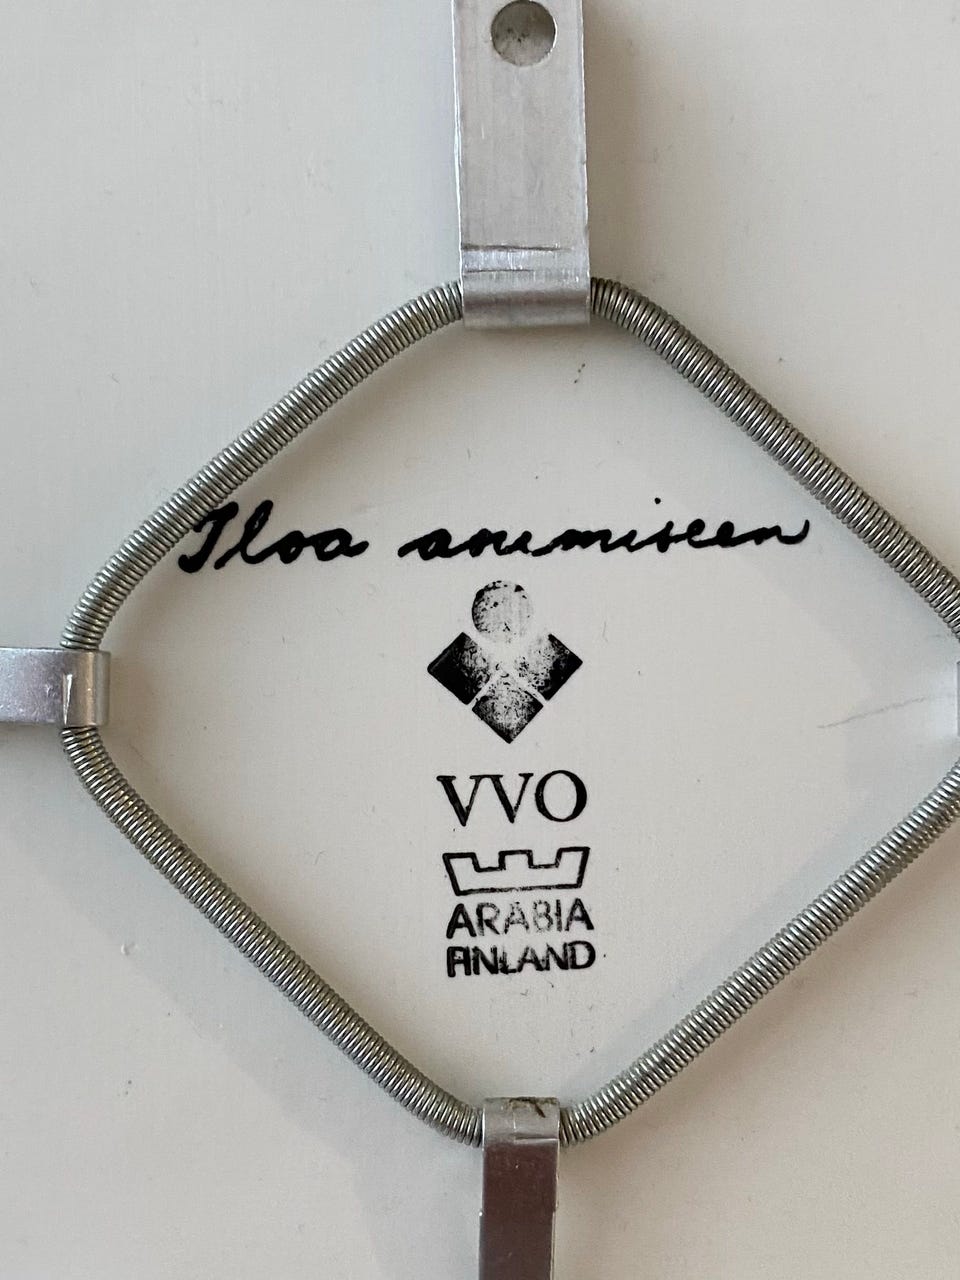 Iloa asumiseen
VVO
ARABIA
FINLAND